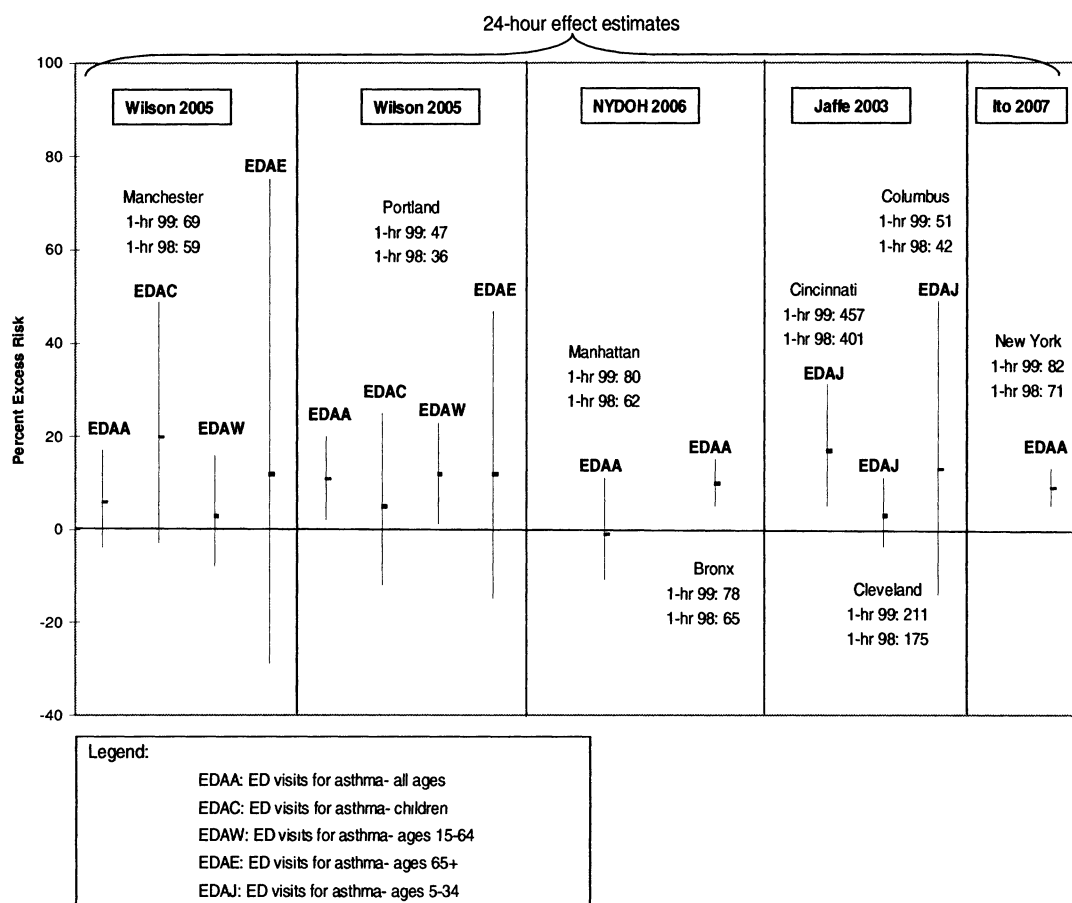 24-hour effect estimates
100
80
60
40
20
0
-20
-40
Percent Excess Risk
Wilson 2005
Manchester
1-hr 99: 69
1-hr 98: 59
EDAA
EDAC
EDAW
EDAE
Wilson 2005
Portland
1-hr 99: 47
1-hr 98: 36
EDAA
EDAC
EDAW
EDAE
NYDOH 2006
Manhattan
1-hr 99: 80
1-hr 98: 62
EDAA
EDAA
Bronx
1-hr 99: 78
1-hr 98: 65
Jaffe 2003
Cincinnati
1-hr 99: 457
1-hr 98: 401
EDAJ
EDAJ
Cleveland
1-hr 99: 211
1-hr 98: 175
Columbus
1-hr 99: 51
1-hr 98: 42
EDAJ
Ito 2007
New York
1-hr 99: 82
1-hr 98: 71
EDAA
Legend:
EDAA: ED visits for asthma- all ages
EDAC: ED visits for asthma- children
EDAW: ED visits for asthma- ages 15-64
EDAE: ED visits for asthma- ages 65+
EDAJ: ED visits for asthma- ages 5-34